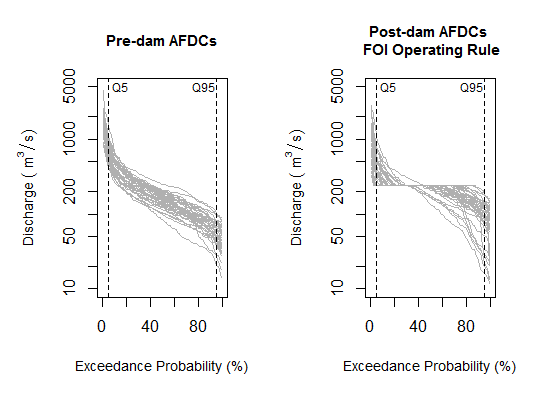 Pre-dam AFDCs
Q5 Q95
5000
1000
200
50
10
Discharge ( m³/s)
0 40 80
Exceedance Probability (%)
Post-dam AFDCs
FOI Operating Rule
Q5 Q95
5000
1000
200
50
10
Discharge ( m³/s)
0 40 80
Exceedance Probability (%)